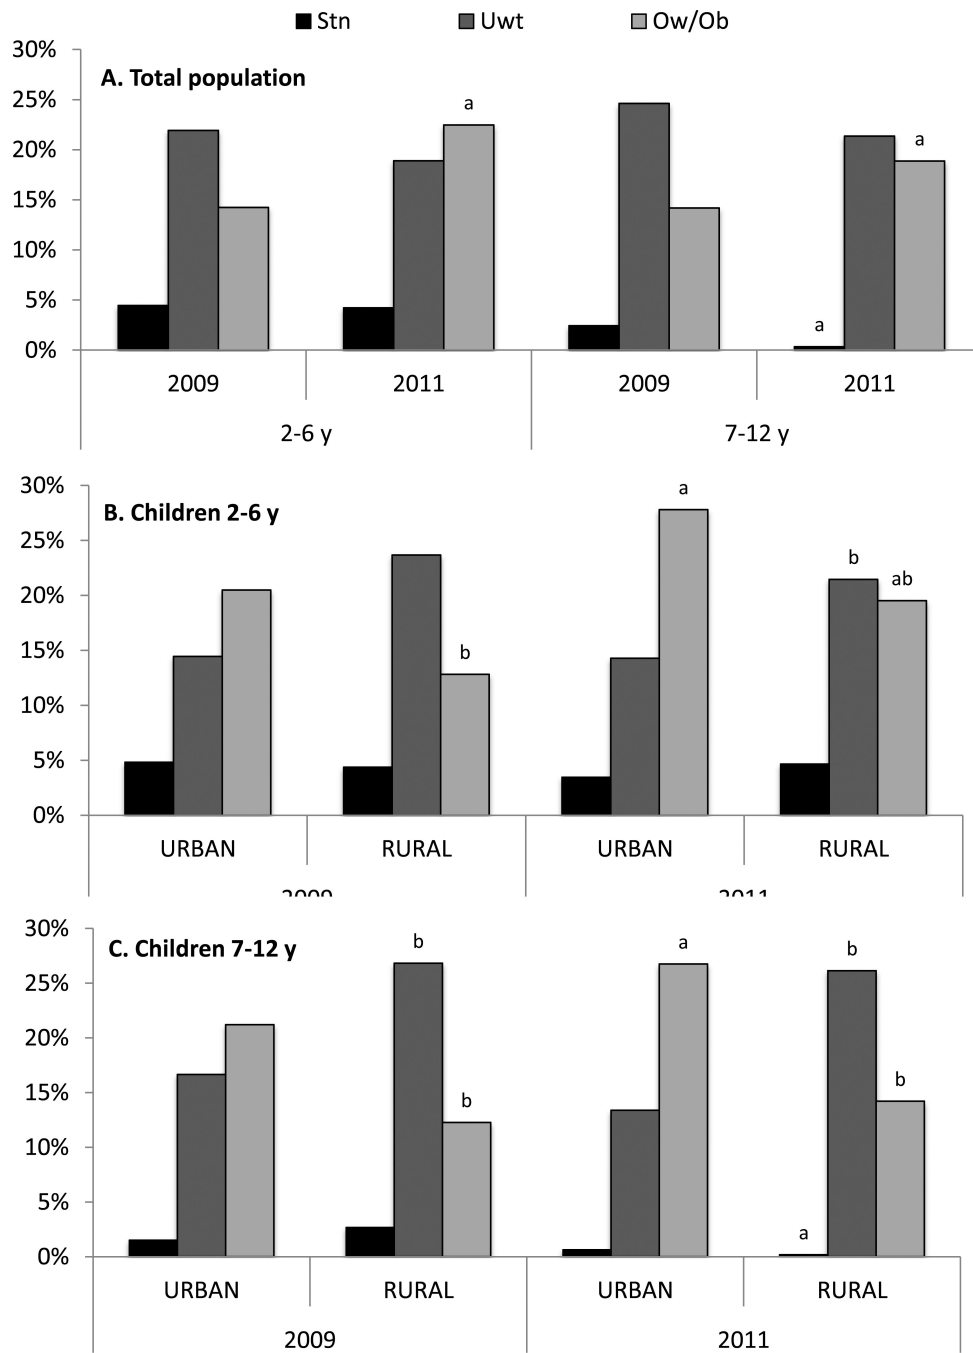 Stn Uwt Ow/Ob
30%
A. Total population
25%
a
20%
a
15%
10%
5%
a
0%
2009 2011 2009 2011
2-6 y 7-12 y
30%
a
B. Children 2-6 y
25%
b ab
20%
b
15%
10%
5%
0%
URBAN RURAL URBAN RURAL
2009 2011
30%
C. Children 7-12 y
b a b
25%
20%
15%
b b
10%
5%
a
0%
URBAN RURAL URBAN RURAL
2009 2011